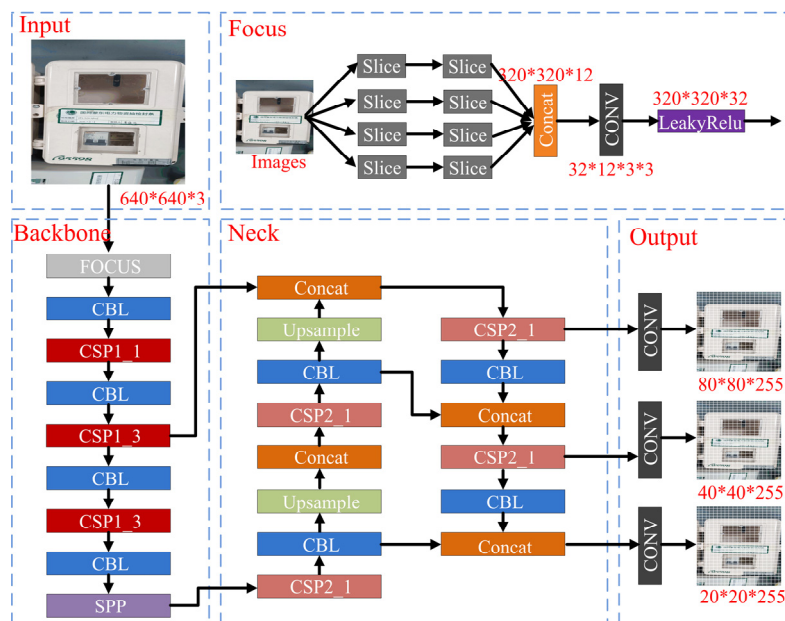 Input
640*640*3
Focus
Images
Slice
Slice
Slice
Slice
Slice
Slice
Slice
Slice
320*320*12
Concat
CONV
32*12*3*3
320*320*32
LeakyRelu
Backbone
FOCUS
CBL
CSP1_1
CBL
CSP1_3
CBL
CSP1_3
CBL
SPP
Neck
Concat
Upsample
CBL
CSP2_1
Concat
Upsample
CBL
CSP2_1
CSP2_1
CBL
Concat
CSP2_1
CBL
Concat
Output
CONV
80*80*255
CONV
40*40*255
CONV
20*20*255